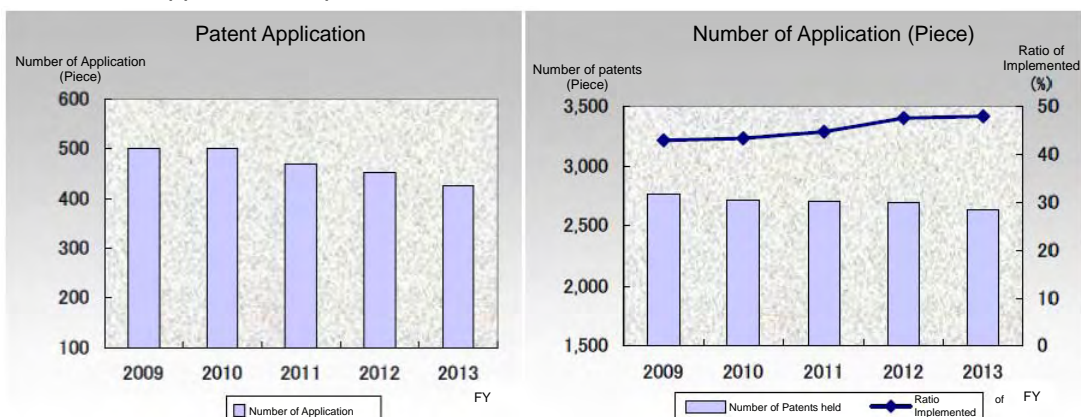 Patent Application
Number of Application
(Piece)
600
500
400
300
200
100
2009 2010 2011 2012 2013
FY
Number of Application
Number of Application (Piece)
Number of patents
(Piece)
Ratio of
Implemented
(%)
3,500
3,000
2,500
2,000
1,500
50
40
30
20
10
0
2009 2010 2011 2012 2013
Number of Patents held
Ratio of
Implemented
FY